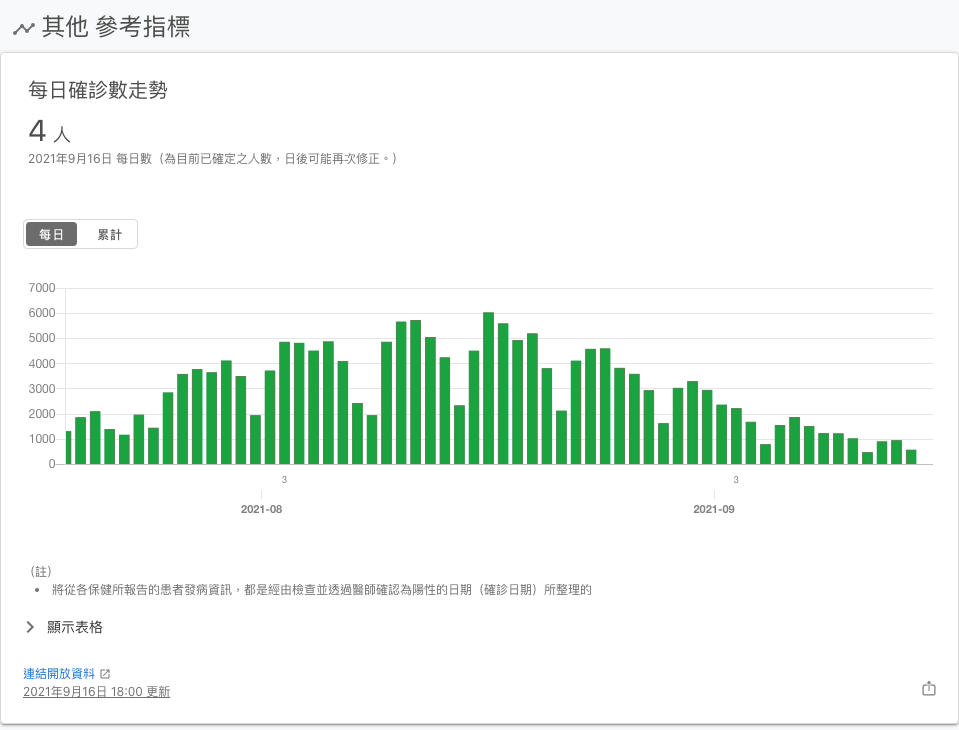 其他 參考指標
每日確診數走勢
4 人
2021年9月16日 每日數（為目前已確定之人數，日後可能再次修正。）
每日 累計
7000
6000
5000
4000
3000
2000
1000
0
3 3
2021-08 2021-09
（註）
• 將從各保健所報告的患者發病資訊，都是經由檢查並透過醫師確認為陽性的日期（確診日期）所整理的
顯示表格
連結開放資料
2021年9月16日 18:00 更新